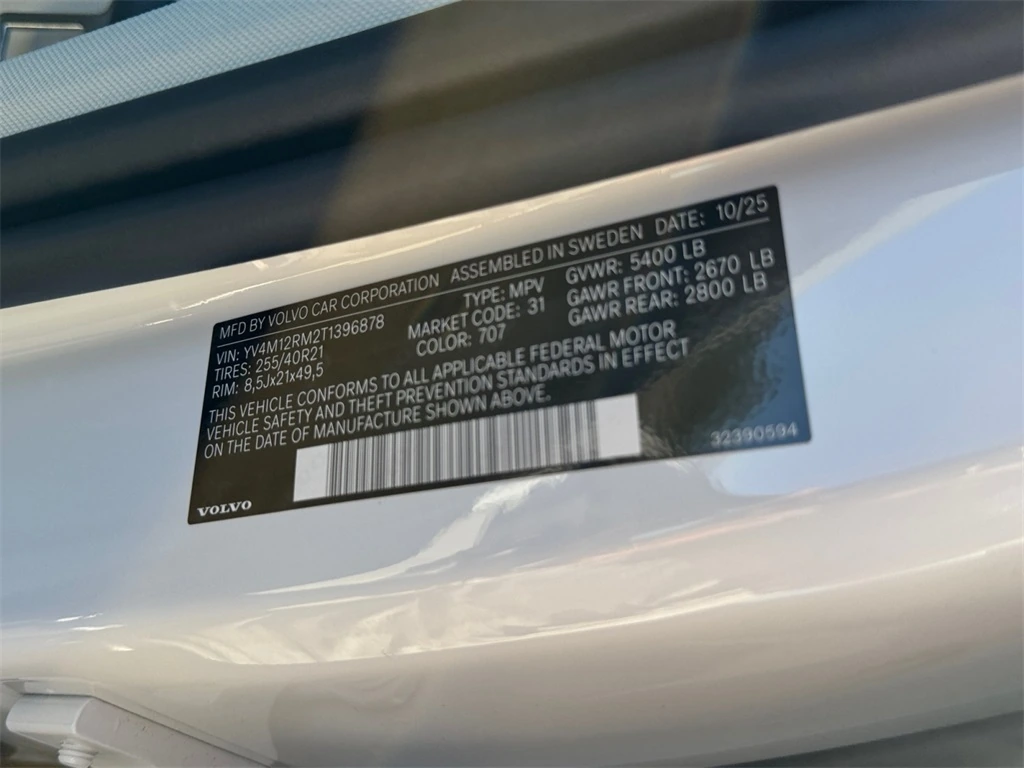 MFD BY VOLVO CAR CORPORATION ASSEMBLED IN SWEDEN DATE: 10/25
VIN: YV4M12RM2T1396878 TYPE: MPV GVWR: 5400 LB
TIRES: 255/40R21 MARKET CODE: 31 GAWR FRONT: 2670 LB
RIM: 8,5Jx21x49,5 COLOR: 707 GAWR REAR: 2800 LB
THIS VEHICLE CONFORMS TO ALL APPLICABLE FEDERAL MOTOR
VEHICLE SAFETY AND THEFT PREVENTION STANDARDS IN EFFECT
ON THE DATE OF MANUFACTURE SHOWN ABOVE.
VOLVO 32390594